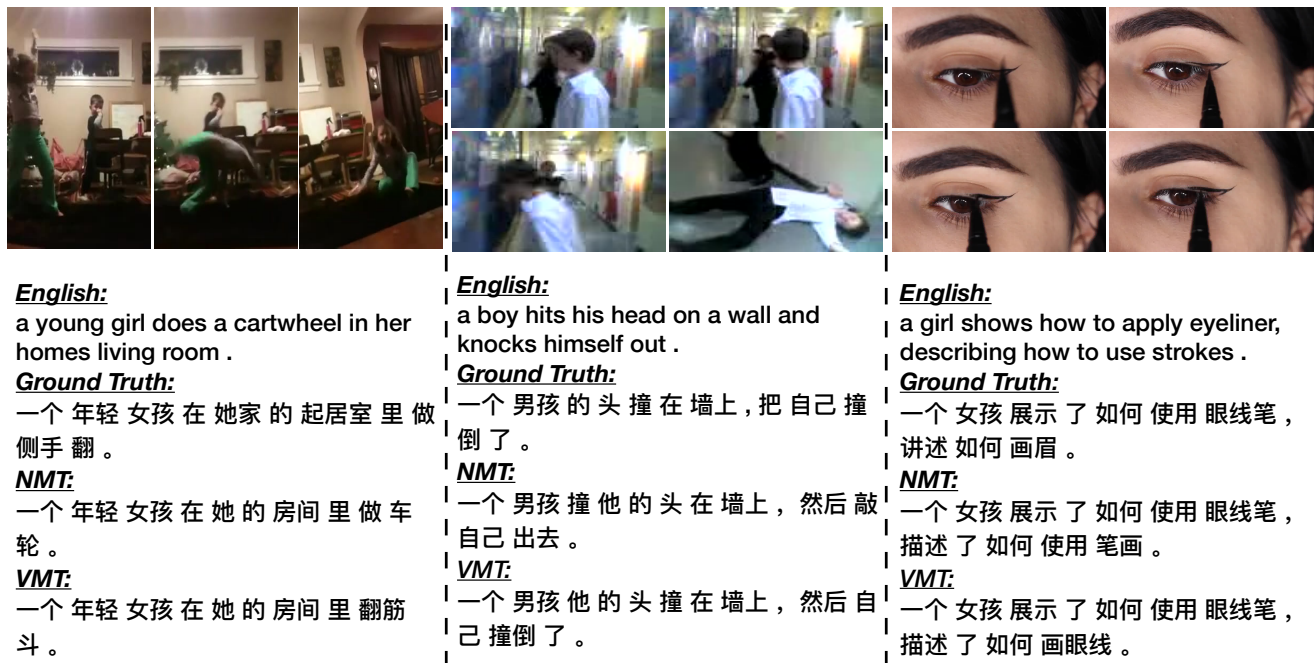 English:
a young girl does a cartwheel in her
homes living room .
Ground Truth:
一个 年轻 女孩 在 她家 的 起居室 里 做
侧手 翻 。
NMT:
一个 年轻 女孩 在 她 的 房间 里 做 车
轮 。
VMT:
一个 年轻 女孩 在 她 的 房间 里 翻筋
斗 。
English:
a boy hits his head on a wall and
knocks himself out .
Ground Truth:
一个 男孩 的 头 撞 在 墙上 , 把 自己 撞
倒 了 。
NMT:
一个 男孩 撞 他 的 头 在 墙上 ，然后 敲
自己 出去 。
VMT:
一个 男孩 他 的 头 撞 在 墙上 ，然后 自
己 撞倒 了 。
English:
a girl shows how to apply eyeliner,
describing how to use strokes .
Ground Truth:
一个 女孩 展示 了 如何 使用 眼线笔 ，
讲述 如何 画眉 。
NMT:
一个 女孩 展示 了 如何 使用 眼线笔 ，
描述 了 如何 使用 笔画 。
VMT:
一个 女孩 展示 了 如何 使用 眼线笔 ，
描述 了 如何 画眼线 。